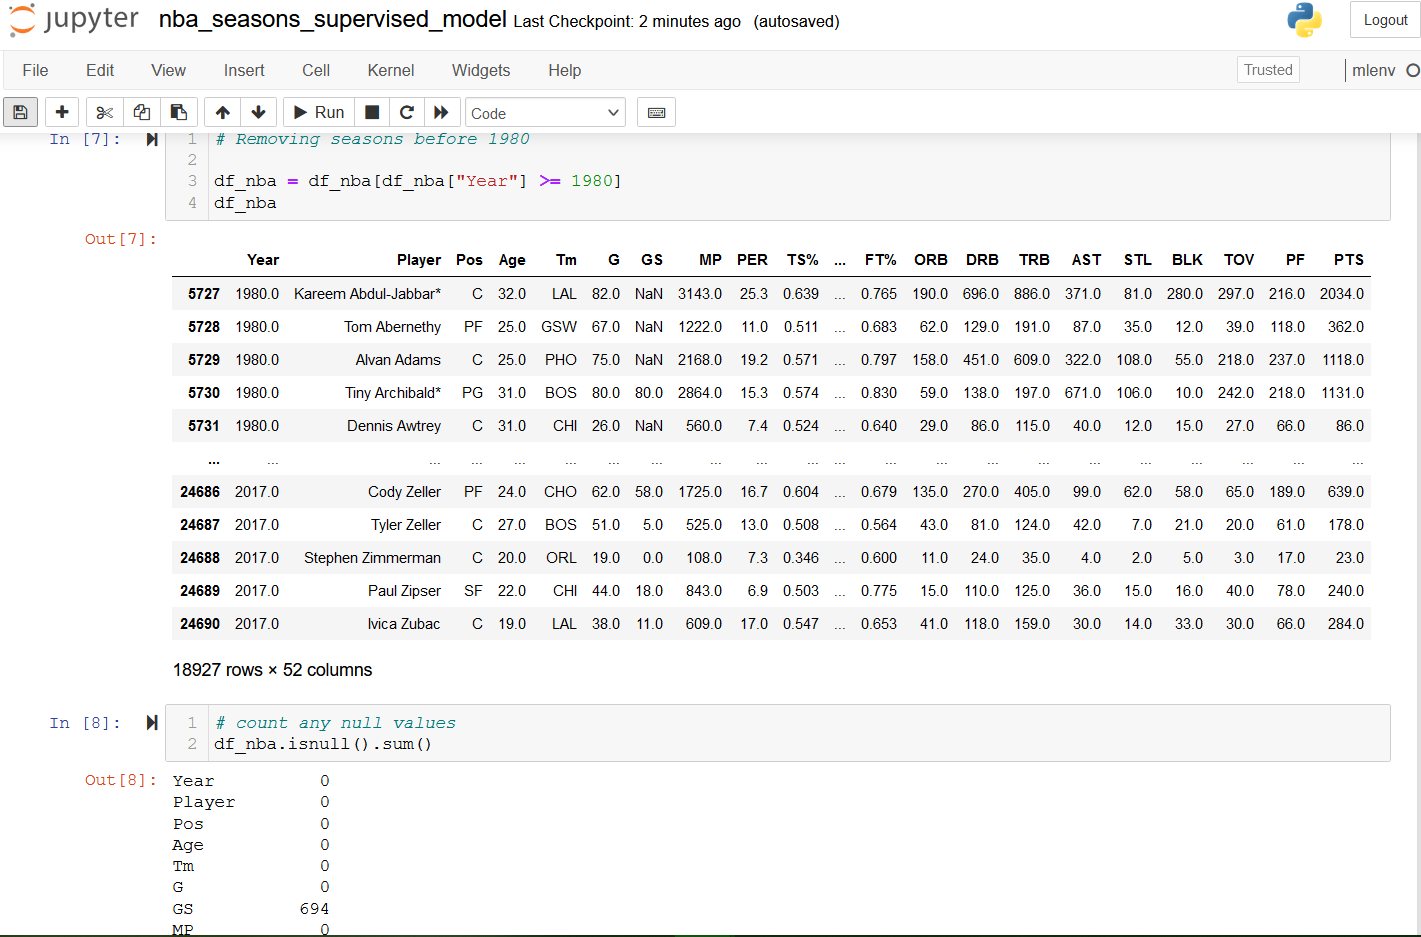 jupyter nba_seasons_supervised_model Last Checkpoint: 2 minutes ago (autosaved) Logout
File Edit View Insert Cell Kernel Widgets Help Trusted mlenv
Run Code
In [7]: 1 # Removing seasons before 1980
2
3 df_nba = df_nba[df_nba["Year"] >= 1980]
4 df_nba
Out[7]:
Year Player Pos Age Tm G GS MP PER TS% ... FT% ORB DRB TRB AST STL BLK TOV PF PTS
5727 1980.0 Kareem Abdul-Jabbar* C 32.0 LAL 82.0 NaN 3143.0 25.3 0.639 ... 0.765 190.0 696.0 886.0 371.0 81.0 280.0 297.0 216.0 2034.0
5728 1980.0 Tom Abernethy PF 25.0 GSW 67.0 NaN 1222.0 11.0 0.511 ... 0.683 62.0 129.0 191.0 87.0 35.0 12.0 39.0 118.0 362.0
5729 1980.0 Alvan Adams C 25.0 PHO 75.0 NaN 2168.0 19.2 0.571 ... 0.797 158.0 451.0 609.0 322.0 108.0 55.0 218.0 237.0 1118.0
5730 1980.0 Tiny Archibald* PG 31.0 BOS 80.0 80.0 2864.0 15.3 0.574 ... 0.830 59.0 138.0 197.0 671.0 106.0 10.0 242.0 218.0 1131.0
5731 1980.0 Dennis Awtrey C 31.0 CHI 26.0 NaN 560.0 7.4 0.524 ... 0.640 29.0 86.0 115.0 40.0 12.0 15.0 27.0 66.0 86.0
... ... ... ... ... ... ... ... ... ... ... ... ... ... ... ... ... ... ... ... ... ...
24686 2017.0 Cody Zeller PF 24.0 CHO 62.0 58.0 1725.0 16.7 0.604 ... 0.679 135.0 270.0 405.0 99.0 62.0 58.0 65.0 189.0 639.0
24687 2017.0 Tyler Zeller C 27.0 BOS 51.0 5.0 525.0 13.0 0.508 ... 0.564 43.0 81.0 124.0 42.0 7.0 21.0 20.0 61.0 178.0
24688 2017.0 Stephen Zimmerman C 20.0 ORL 19.0 0.0 108.0 7.3 0.346 ... 0.600 11.0 24.0 35.0 4.0 2.0 5.0 3.0 17.0 23.0
24689 2017.0 Paul Zipser SF 22.0 CHI 44.0 18.0 843.0 6.9 0.503 ... 0.775 15.0 110.0 125.0 36.0 15.0 16.0 40.0 78.0 240.0
24690 2017.0 Ivica Zubac C 19.0 LAL 38.0 11.0 609.0 17.0 0.547 ... 0.653 41.0 118.0 159.0 30.0 14.0 33.0 30.0 66.0 284.0
18927 rows × 52 columns
In [8]: 1 # count any null values
2 df_nba.isnull().sum()
Out[8]: Year 0
Player 0
Pos 0
Age 0
Tm 0
G 0
GS 694
MP 0